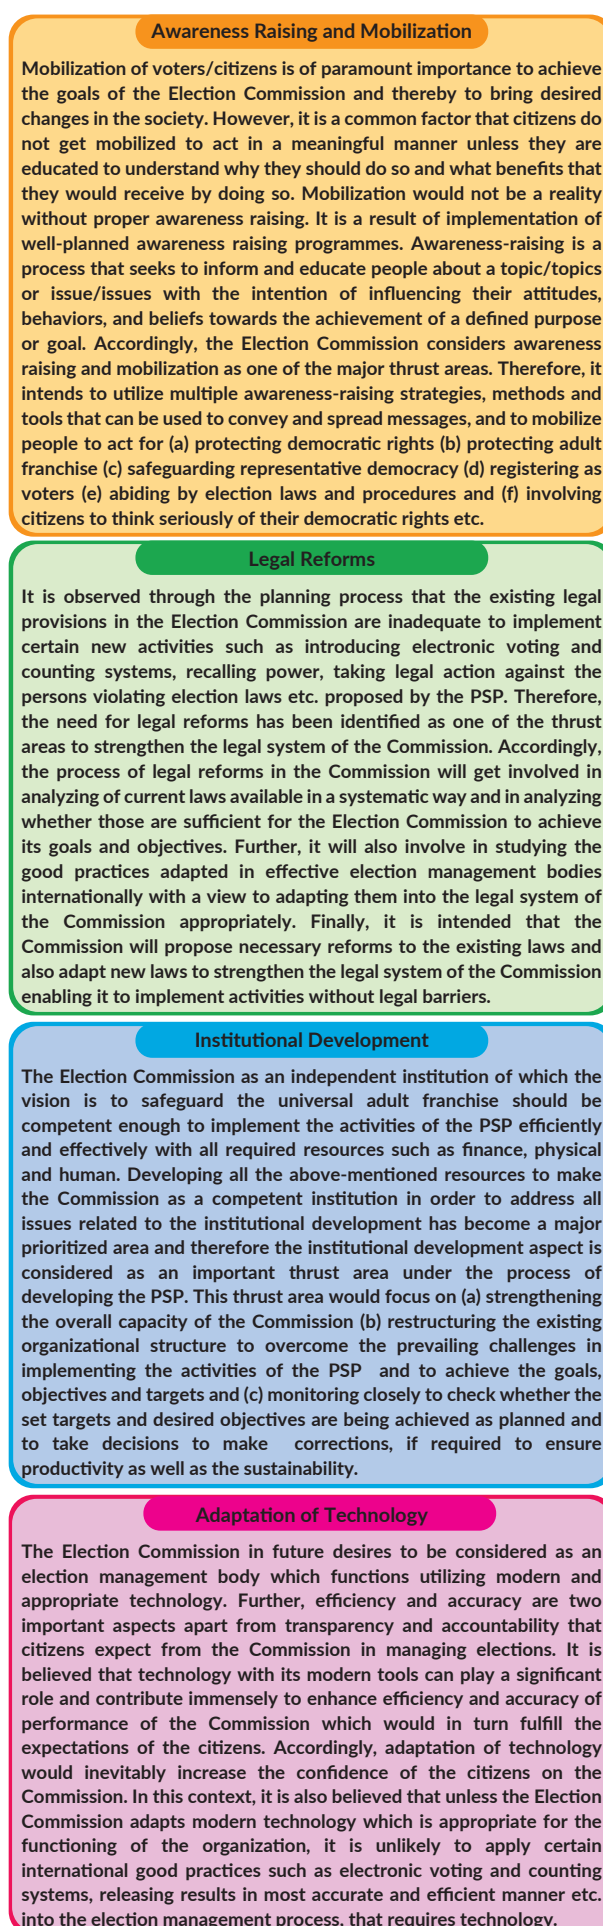 Awareness Raising and Mobilization
Mobilization of voters/citizens is of paramount importance to achieve
the goals of the Election Commission and thereby to bring desired
changes in the society. However, it is a common factor that citizens do
not get mobilized to act in a meaningful manner unless they are
educated to understand why they should do so and what benefits that
they would receive by doing so. Mobilization would not be a reality
without proper awareness raising. It is a result of implementation of
well-planned awareness raising programmes. Awareness-raising is a
process that seeks to inform and educate people about a topic/topics
or issue/issues with the intention of influencing their attitudes,
behaviors, and beliefs towards the achievement of a defined purpose
or goal. Accordingly, the Election Commission considers awareness
raising and mobilization as one of the major thrust areas. Therefore, it
intends to utilize multiple awareness-raising strategies, methods and
tools that can be used to convey and spread messages, and to mobilize
people to act for (a) protecting democratic rights (b) protecting adult
franchise (c) safeguarding representative democracy (d) registering as
voters (e) abiding by election laws and procedures and (f) involving
citizens to think seriously of their democratic rights etc.
Legal Reforms
It is observed through the planning process that the existing legal
provisions in the Election Commission are inadequate to implement
certain new activities such as introducing electronic voting and
counting systems, recalling power, taking legal action against the
persons violating election laws etc. proposed by the PSP. Therefore,
the need for legal reforms has been identified as one of the thrust
areas to strengthen the legal system of the Commission. Accordingly,
the process of legal reforms in the Commission will get involved in
analyzing of current laws available in a systematic way and in analyzing
whether those are sufficient for the Election Commission to achieve
its goals and objectives. Further, it will also involve in studying the
good practices adapted in effective election management bodies
internationally with a view to adapting them into the legal system of
the Commission appropriately. Finally, it is intended that the
Commission will propose necessary reforms to the existing laws and
also adapt new laws to strengthen the legal system of the Commission
enabling it to implement activities without legal barriers.
Institutional Development
The Election Commission as an independent institution of which the
vision is to safeguard the universal adult franchise should be
competent enough to implement the activities of the PSP efficiently
and effectively with all required resources such as finance, physical
and human. Developing all the above-mentioned resources to make
the Commission as a competent institution in order to address all
issues related to the institutional development has become a major
prioritized area and therefore the institutional development aspect is
considered as an important thrust area under the process of
developing the PSP. This thrust area would focus on (a) strengthening
the overall capacity of the Commission (b) restructuring the existing
organizational structure to overcome the prevailing challenges in
implementing the activities of the PSP and to achieve the goals,
objectives and targets and (c) monitoring closely to check whether the
set targets and desired objectives are being achieved as planned and
to take decisions to make corrections, if required to ensure
productivity as well as the sustainability.
Adaptation of Technology
The Election Commission in future desires to be considered as an
election management body which functions utilizing modern and
appropriate technology. Further, efficiency and accuracy are two
important aspects apart from transparency and accountability that
citizens expect from the Commission in managing elections. It is
believed that technology with its modern tools can play a significant
role and contribute immensely to enhance efficiency and accuracy of
performance of the Commission which would in turn fulfill the
expectations of the citizens. Accordingly, adaptation of technology
would inevitably increase the confidence of the citizens on the
Commission. In this context, it is also believed that unless the Election
Commission adapts modern technology which is appropriate for the
functioning of the organization, it is unlikely to apply certain
international good practices such as electronic voting and counting
systems, releasing results in most accurate and efficient manner etc.
into the election management process, that requires technology.